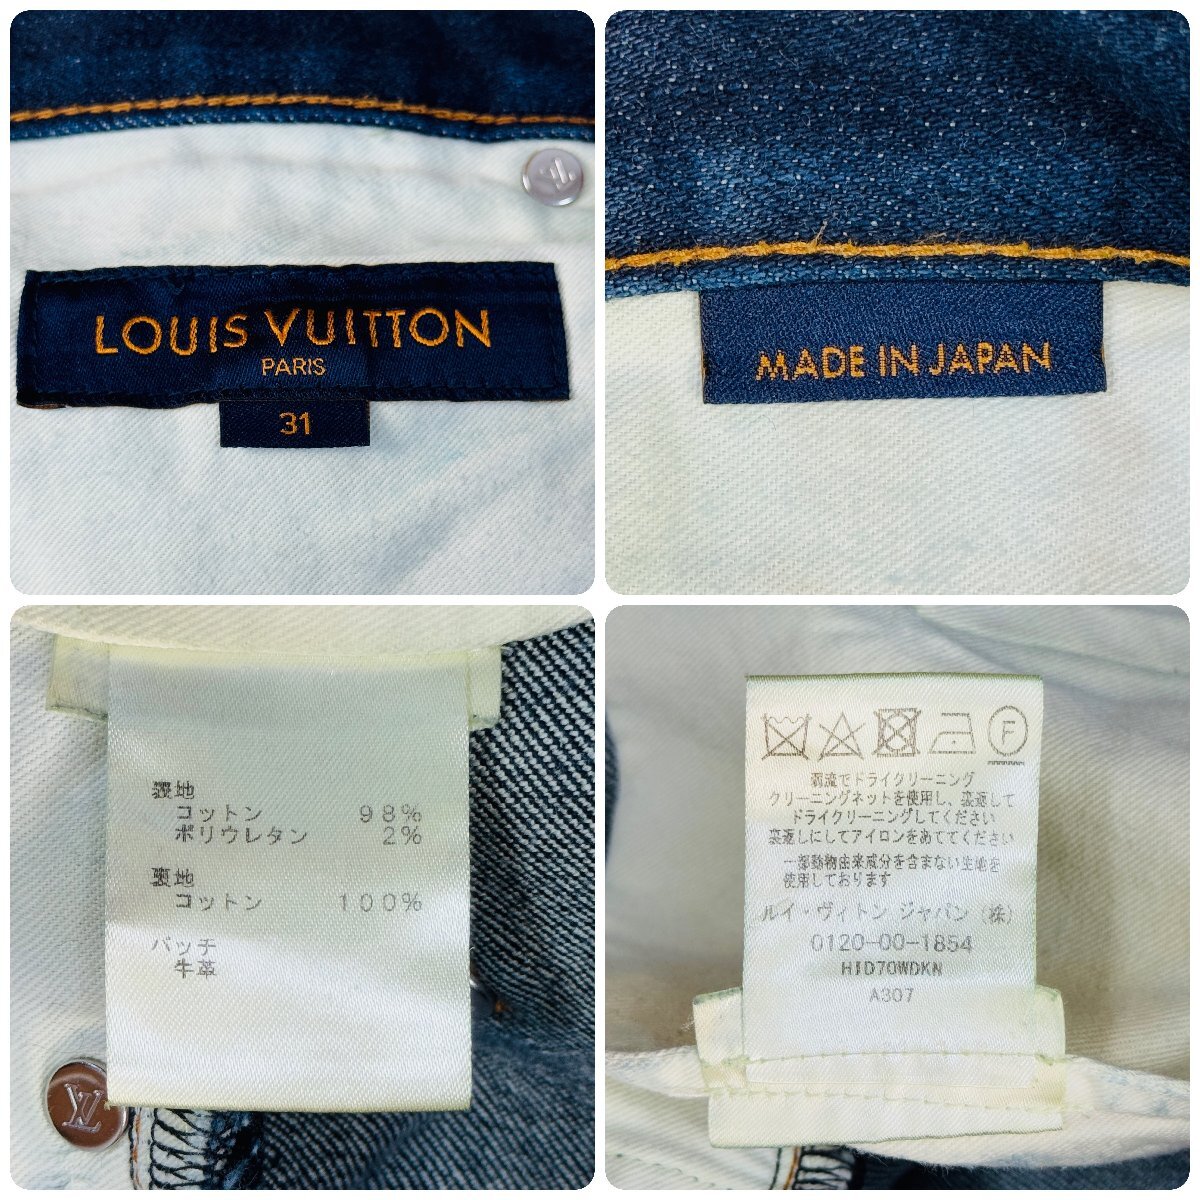 LOUIS VUITTON
PARIS
31
MADE IN JAPAN
表地
コットン 98%
ポリウレタン 2%
裏地
コットン 100%
パッチ
牛革
F
弱流でドライクリーニング
クリーニングネットを使用し、裏返して
ドライクリーニングしてください
裏返しにしてアイロンをあててください
一部動物由来成分を含まない生地を
使用しております
ルイ・ヴィトン ジャパン (株)
0120-00-1854
HID70WDKN
A307